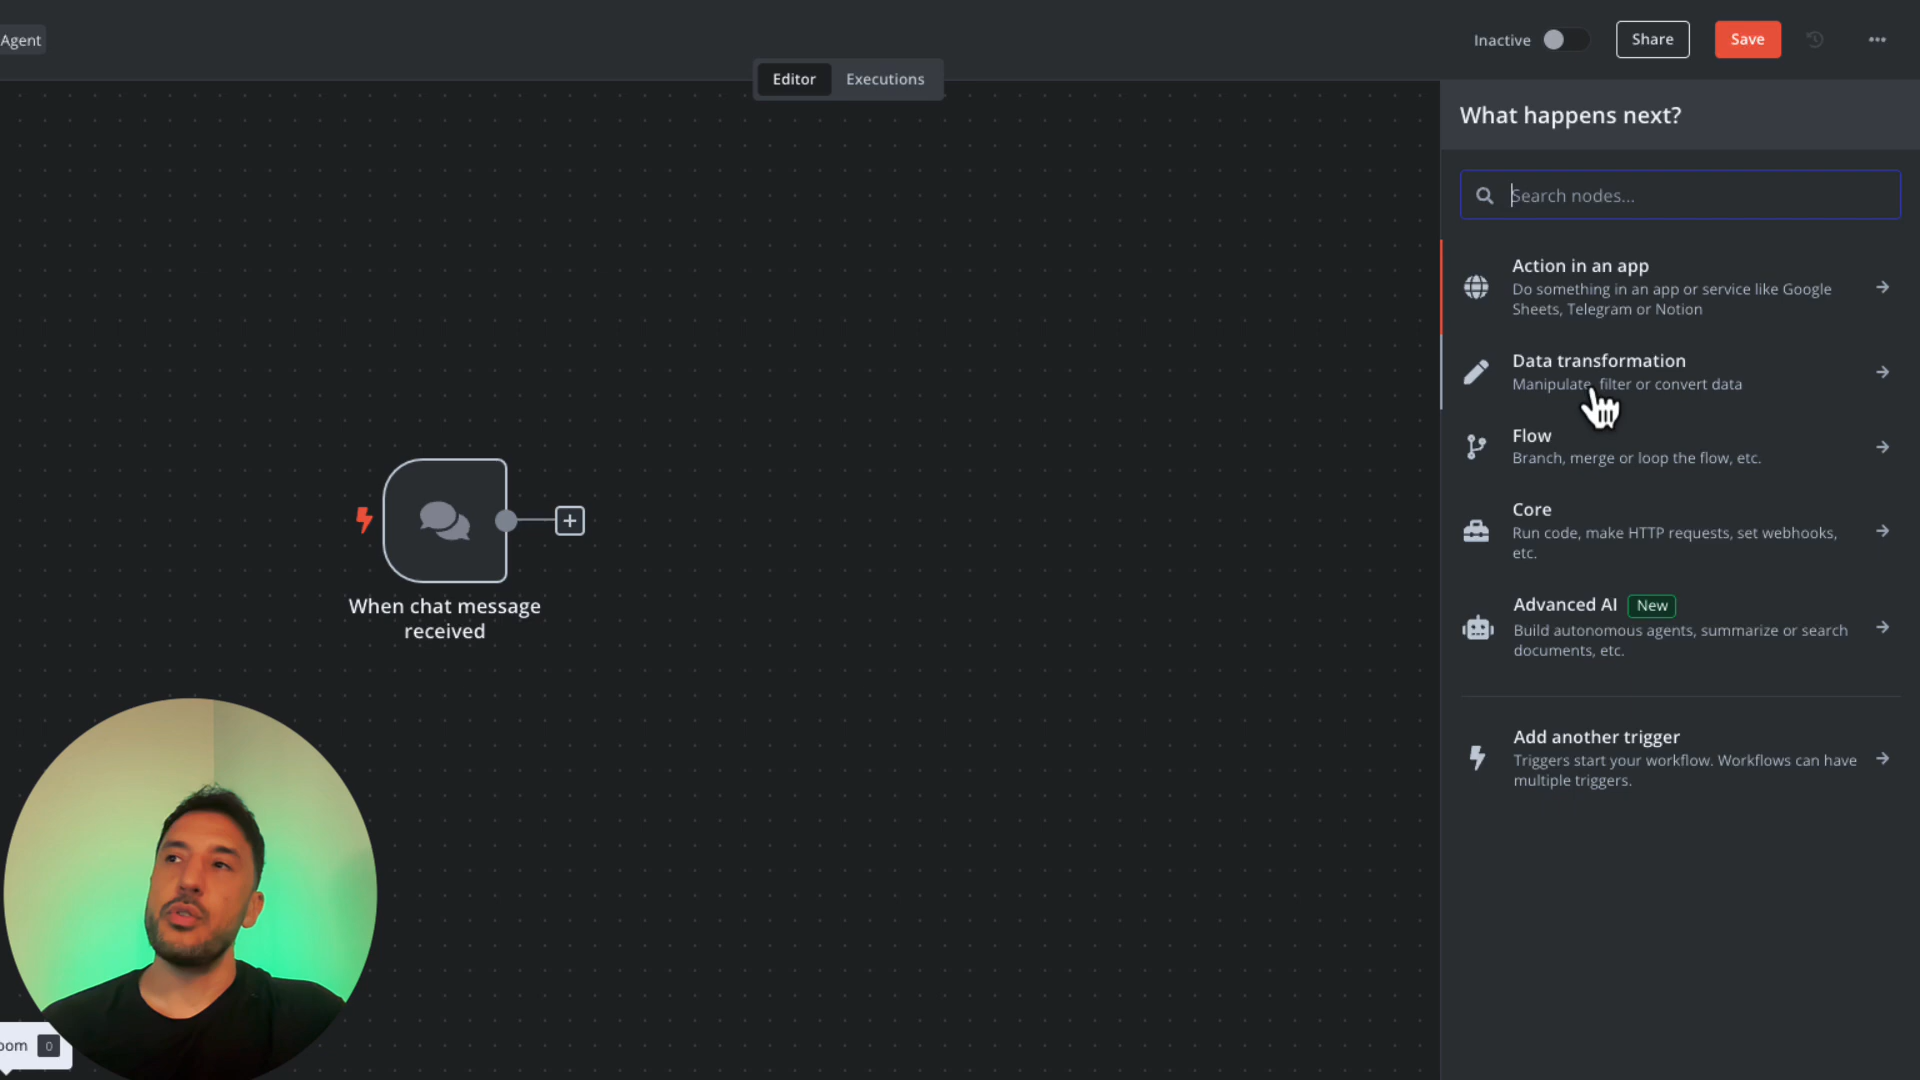 Agent
Inactive
Share
Save
Editor
Executions
What happens next?
Search nodes...
Action in an app
Do something in an app or service like Google
Sheets, Telegram or Notion
Data transformation
Manipulate, filter or convert data
Flow
Branch, merge or loop the flow, etc.
Core
Run code, make HTTP requests, set webhooks,
etc.
Advanced AI New
Build autonomous agents, summarize or search
documents, etc.
Add another trigger
Triggers start your workflow. Workflows can have
multiple triggers.
When chat message
received
oom 0